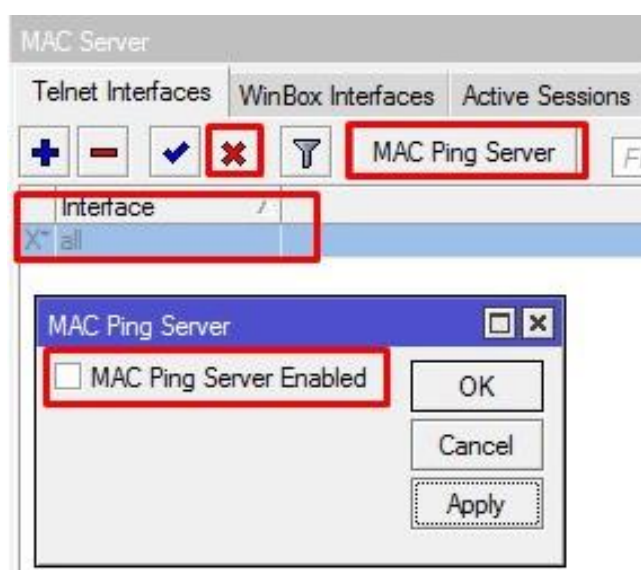 MAC Server
Telnet Interfaces WinBox Interfaces Active Sessions
MAC Ping Server
Interface
X* all
MAC Ping Server
MAC Ping Server Enabled
OK
Cancel
Apply